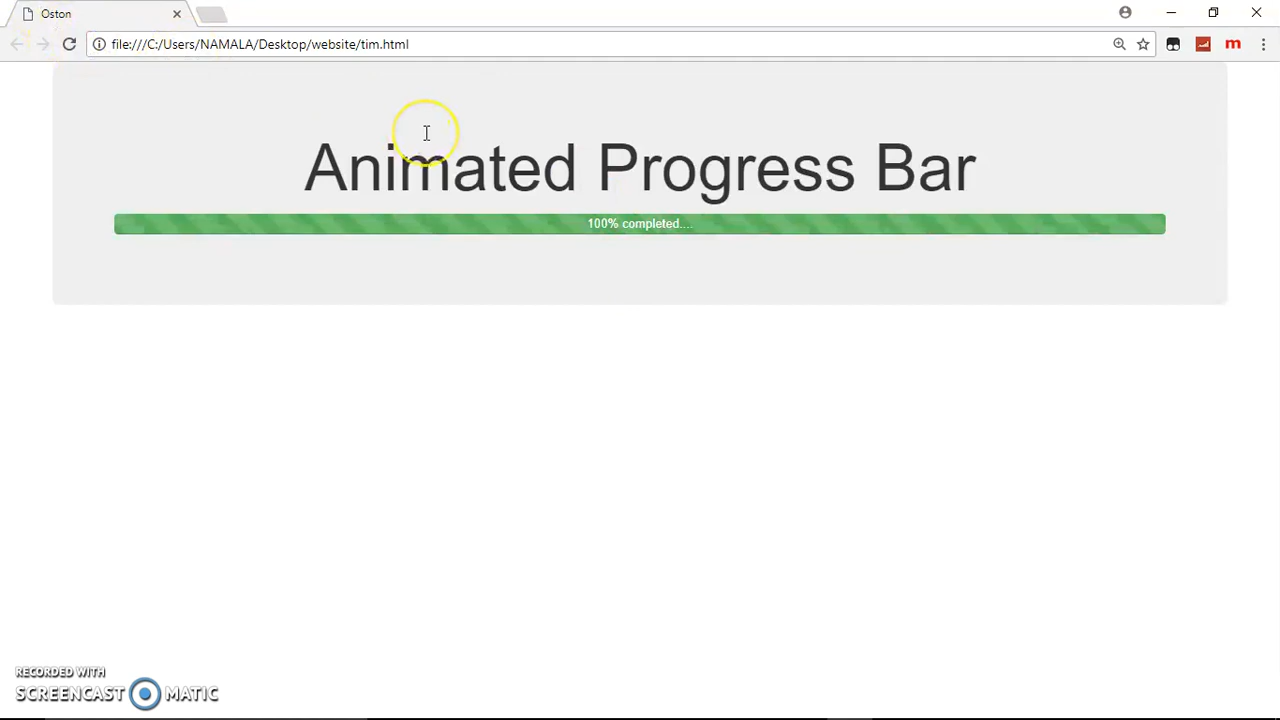 Oston
file:///C:/Users/NAMALA/Desktop/website/tim.html
m
Animated Progress Bar
100% completed....
RECORDED WITH
SCREENCAST MATIC